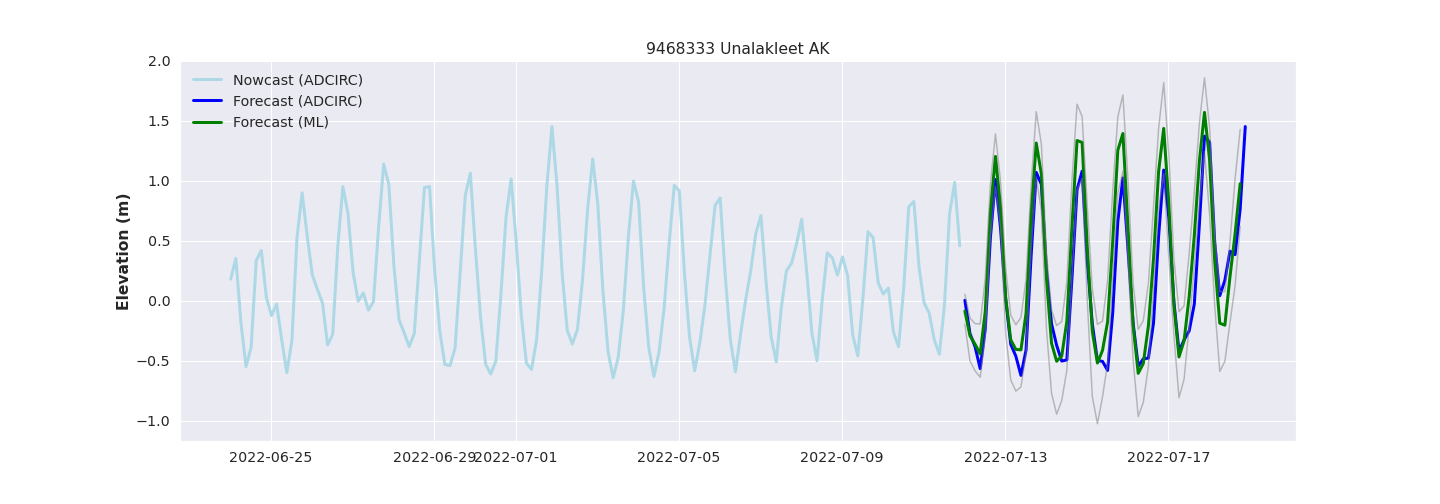 9468333 Unalakleet AK
2.0
1.5
1.0
0.5
0.0
−0.5
−1.0
Elevation (m)
Nowcast (ADCIRC)
Forecast (ADCIRC)
Forecast (ML)
2022-06-25
2022-06-29
2022-07-01
2022-07-05
2022-07-09
2022-07-13
2022-07-17